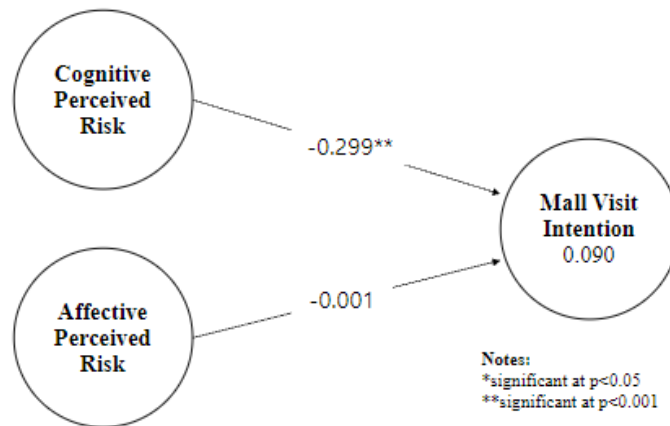 Cognitive
Perceived
Risk
-0.299**
Mall Visit
Intention
0.090
Affective
Perceived
Risk
-0.001
Notes:
*significant at p<0.05
**significant at p<0.001